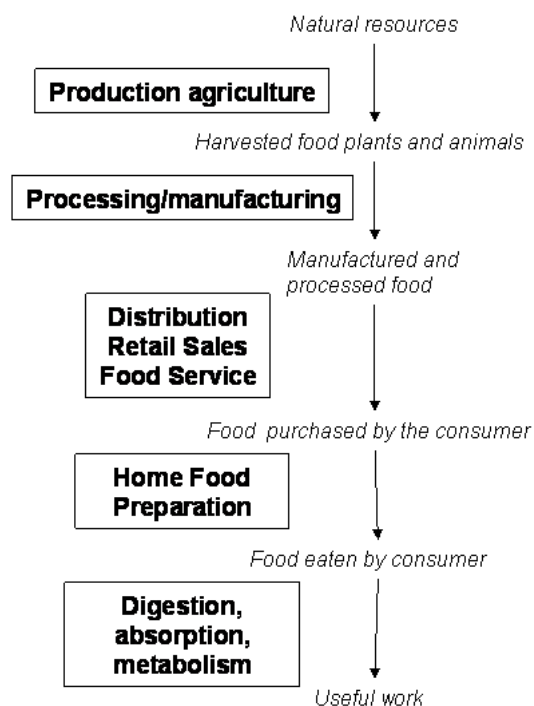 Natural resources
Production agriculture
Harvested food plants and animals
Processing/manufacturing
Manufactured and
processed food
Distribution
Retail Sales
Food Service
Food purchased by the consumer
Home Food
Preparation
Food eaten by consumer
Digestion,
absorption,
metabolism
Useful work